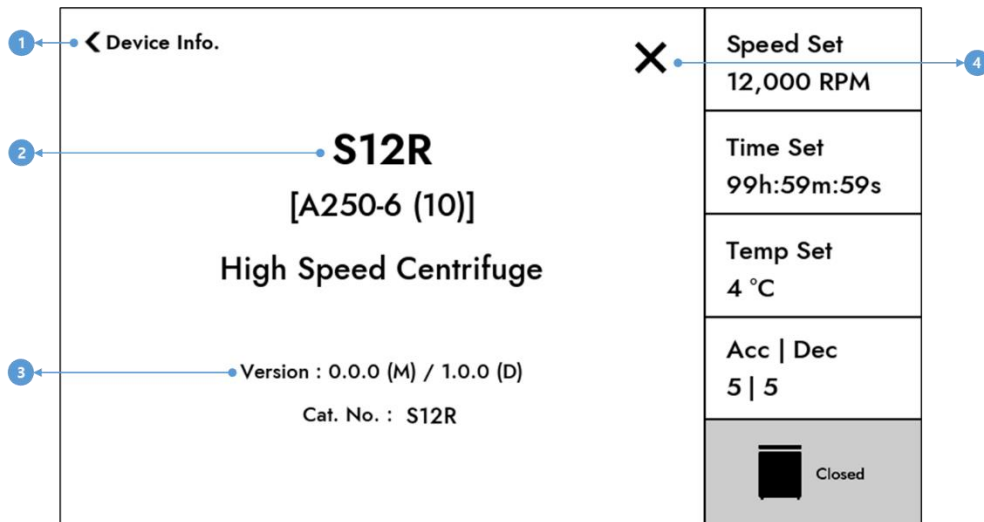 1
Device Info.
4
2
S12R
[A250-6 (10)]
High Speed Centrifuge
3
Version : 0.0.0 (M) / 1.0.0 (D)
Cat. No. : S12R
Speed Set
12,000 RPM
Time Set
99h:59m:59s
Temp Set
4 °C
Acc | Dec
5 | 5
Closed